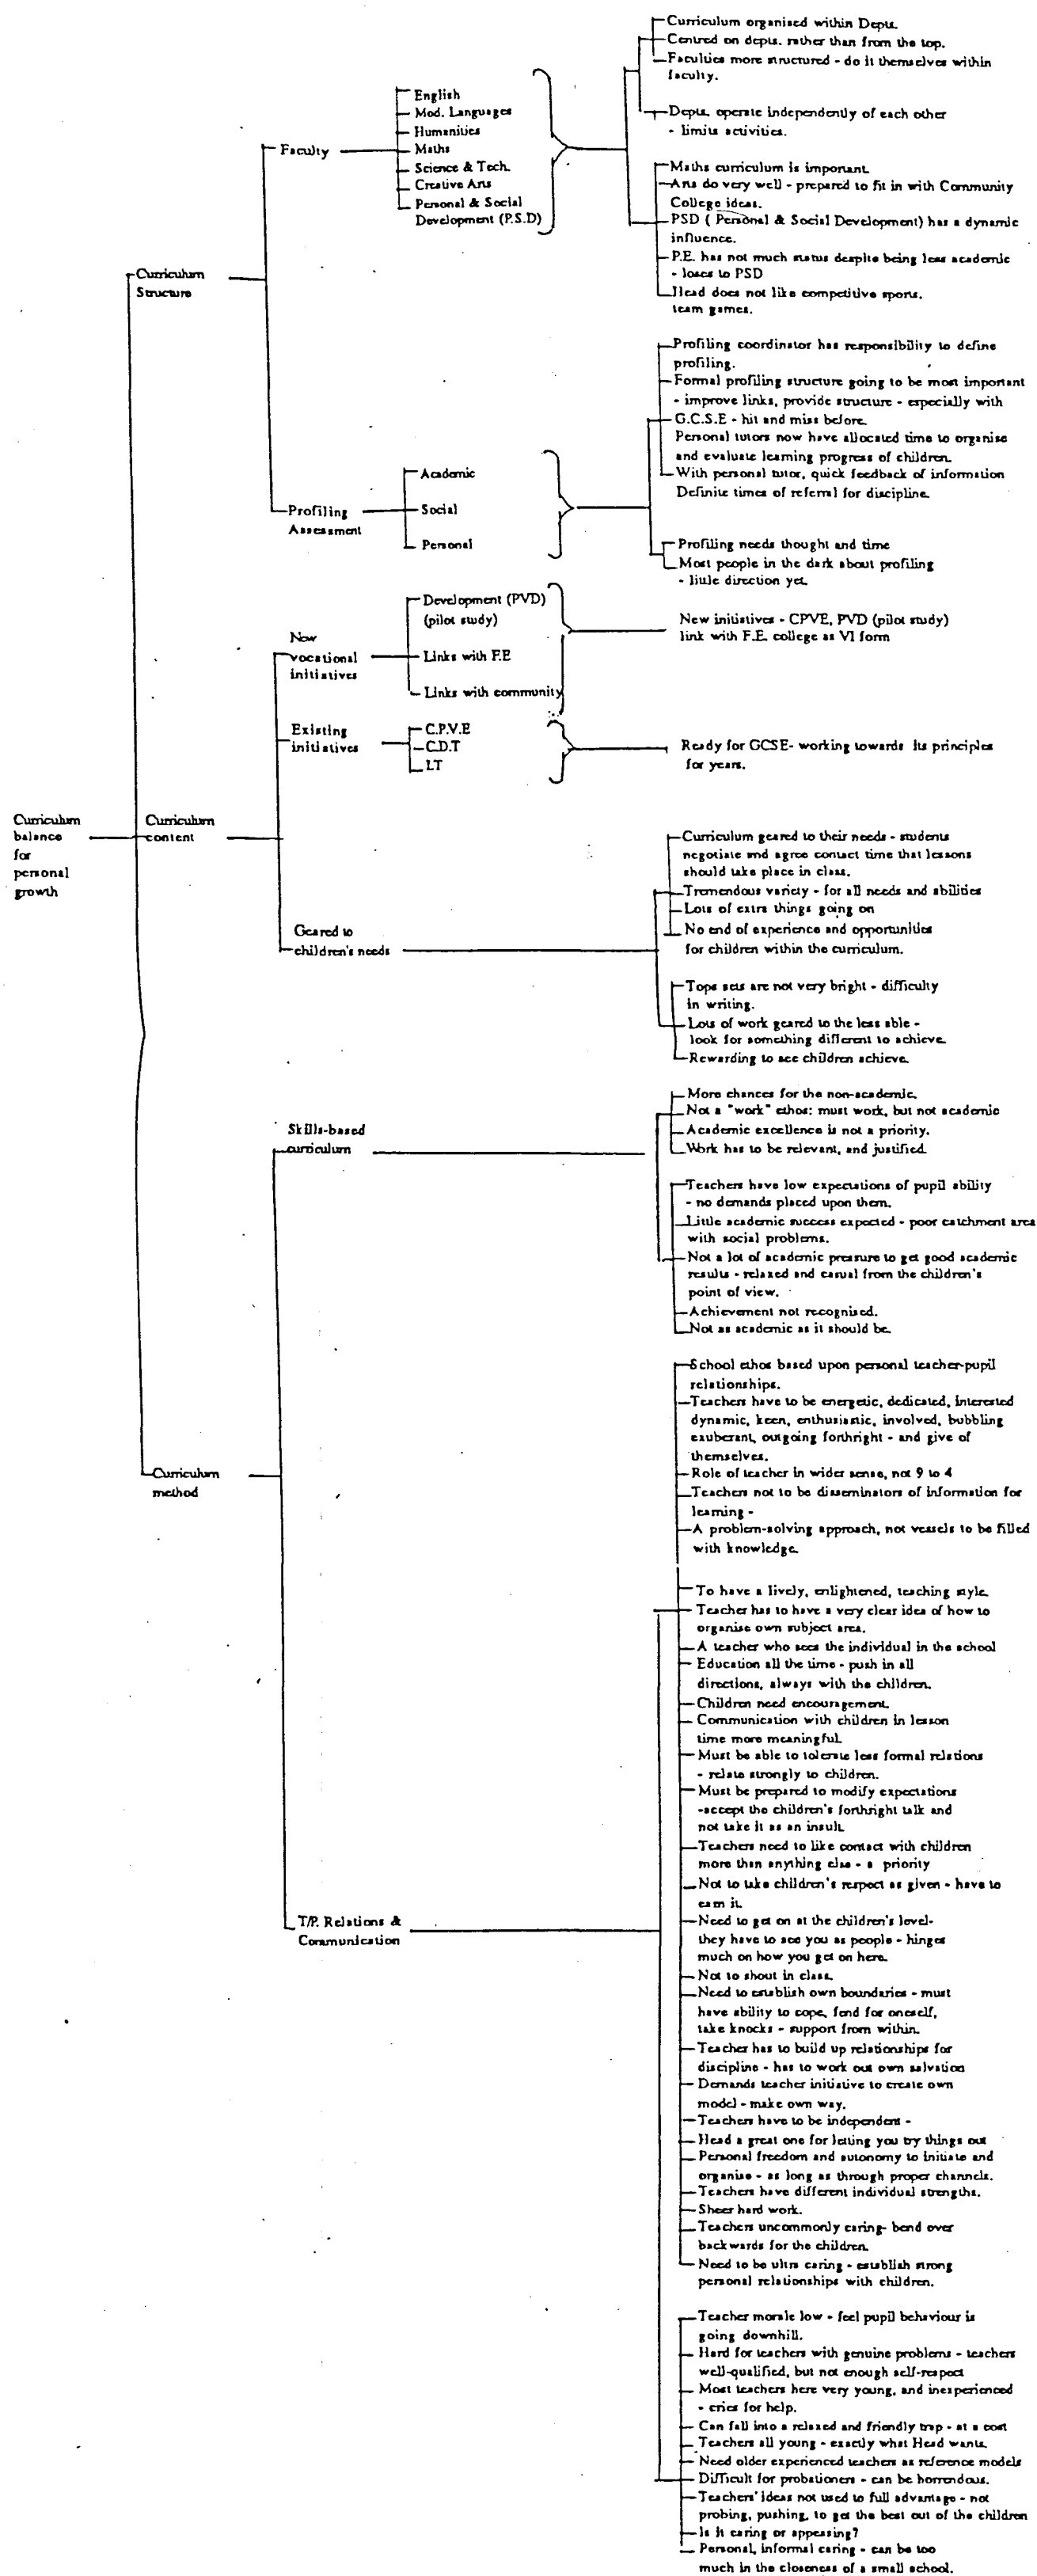 Curriculum organised within Depts.
Centred on depts. rather than from the top.
Faculties more structured - do it themselves within
faculty.
Depts. operate independently of each other
- limits activities.
English
Mod. Languages
Humanities
Maths
Science & Tech.
Creative Arts
Personal & Social
Development (P.S.D)
Faculty
Maths curriculum is important.
Arts do very well - prepared to fit in with Community
College ideas.
PSD ( Personal & Social Development) has a dynamic
influence.
P.E. has not much status despite being less academic
- loses to PSD
Head does not like competitive sports.
team games.
Curriculum
Structure
Profiling coordinator has responsibility to define
profiling.
Formal profiling structure going to be most important
- improve links, provide structure - especially with
G.C.S.E - hit and miss before.
Personal tutors now have allocated time to organise
and evaluate learning progress of children.
With personal tutor, quick feedback of information
Definite times of referral for discipline.
Academic
Social
Personal
Profiling
Assessment
Profiling needs thought and time
Most people in the dark about profiling
- little direction yet.
Development (PVD)
(pilot study)
Links with F.E
Links with community
New
vocational
initiatives
New initiatives - CPVE, PVD (pilot study)
link with F.E. college as VI form
Existing
initiatives
C.P.V.E
C.D.T
I.T
Ready for GCSE- working towards its principles
for years.
Curriculum
balance
for
personal
growth
Curriculum
content
Curriculum geared to their needs - students
negotiate and agree contact time that lessons
should take place in class.
Tremendous variety - for all needs and abilities
Lots of extra things going on
No end of experience and opportunities
for children within the curriculum.
Geared to
children's needs
Tops sets are not very bright - difficulty
in writing.
Lots of work geared to the less able -
look for something different to achieve.
Rewarding to see children achieve.
More chances for the non-academic.
Not a "work" ethos: must work, but not academic
Academic excellence is not a priority.
Work has to be relevant, and justified.
Skills-based
curriculum
Teachers have low expectations of pupil ability
- no demands placed upon them.
Little academic success expected - poor catchment area
with social problems.
Not a lot of academic pressure to get good academic
results - relaxed and casual from the children's
point of view.
Achievement not recognised.
Not as academic as it should be.
Curriculum
method
School ethos based upon personal teacher-pupil
relationships.
Teachers have to be energetic, dedicated, interested
dynamic, keen, enthusiastic, involved, bubbling
exuberant, outgoing forthright - and give of
themselves.
Role of teacher in wider sense, not 9 to 4
Teachers not to be disseminators of information for
learning -
A problem-solving approach, not vessels to be filled
with knowledge.
To have a lively, enlightened, teaching style.
Teacher has to have a very clear idea of how to
organise own subject area.
A teacher who sees the individual in the school
Education all the time - push in all
directions, always with the children.
Children need encouragement.
Communication with children in lesson
time more meaningful.
Must be able to tolerate less formal relations
- relate strongly to children.
Must be prepared to modify expectations
-accept the children's forthright talk and
not take it as an insult.
Teachers need to like contact with children
more than anything else - a priority
Not to take children's respect as given - have to
earn it.
Need to get on at the children's level-
they have to see you as people - hinges
much on how you get on here.
Not to shout in class.
Need to establish own boundaries - must
have ability to cope, fend for oneself,
take knocks - support from within.
Teacher has to build up relationships for
discipline - has to work out own salvation
Demands teacher initiative to create own
model - make own way.
Teachers have to be independent -
Head a great one for letting you try things out
Personal freedom and autonomy to initiate and
organise - as long as through proper channels.
Teachers have different individual strengths.
Sheer hard work.
Teachers uncommonly caring- bend over
backwards for the children.
Need to be ultra caring - establish strong
personal relationships with children.
T/P. Relations &
Communication
Teacher morale low - feel pupil behaviour is
going downhill.
Hard for teachers with genuine problems - teachers
well-qualified, but not enough self-respect
Most teachers here very young, and inexperienced
- cries for help.
Can fall into a relaxed and friendly trap - at a cost
Teachers all young - exactly what Head wants.
Need older experienced teachers as reference models
Difficult for probationers - can be horrendous.
Teachers' ideas not used to full advantage - not
probing, pushing, to get the best out of the children
Is it caring or appeasing?
Personal, informal caring - can be too
much in the closeness of a small school.